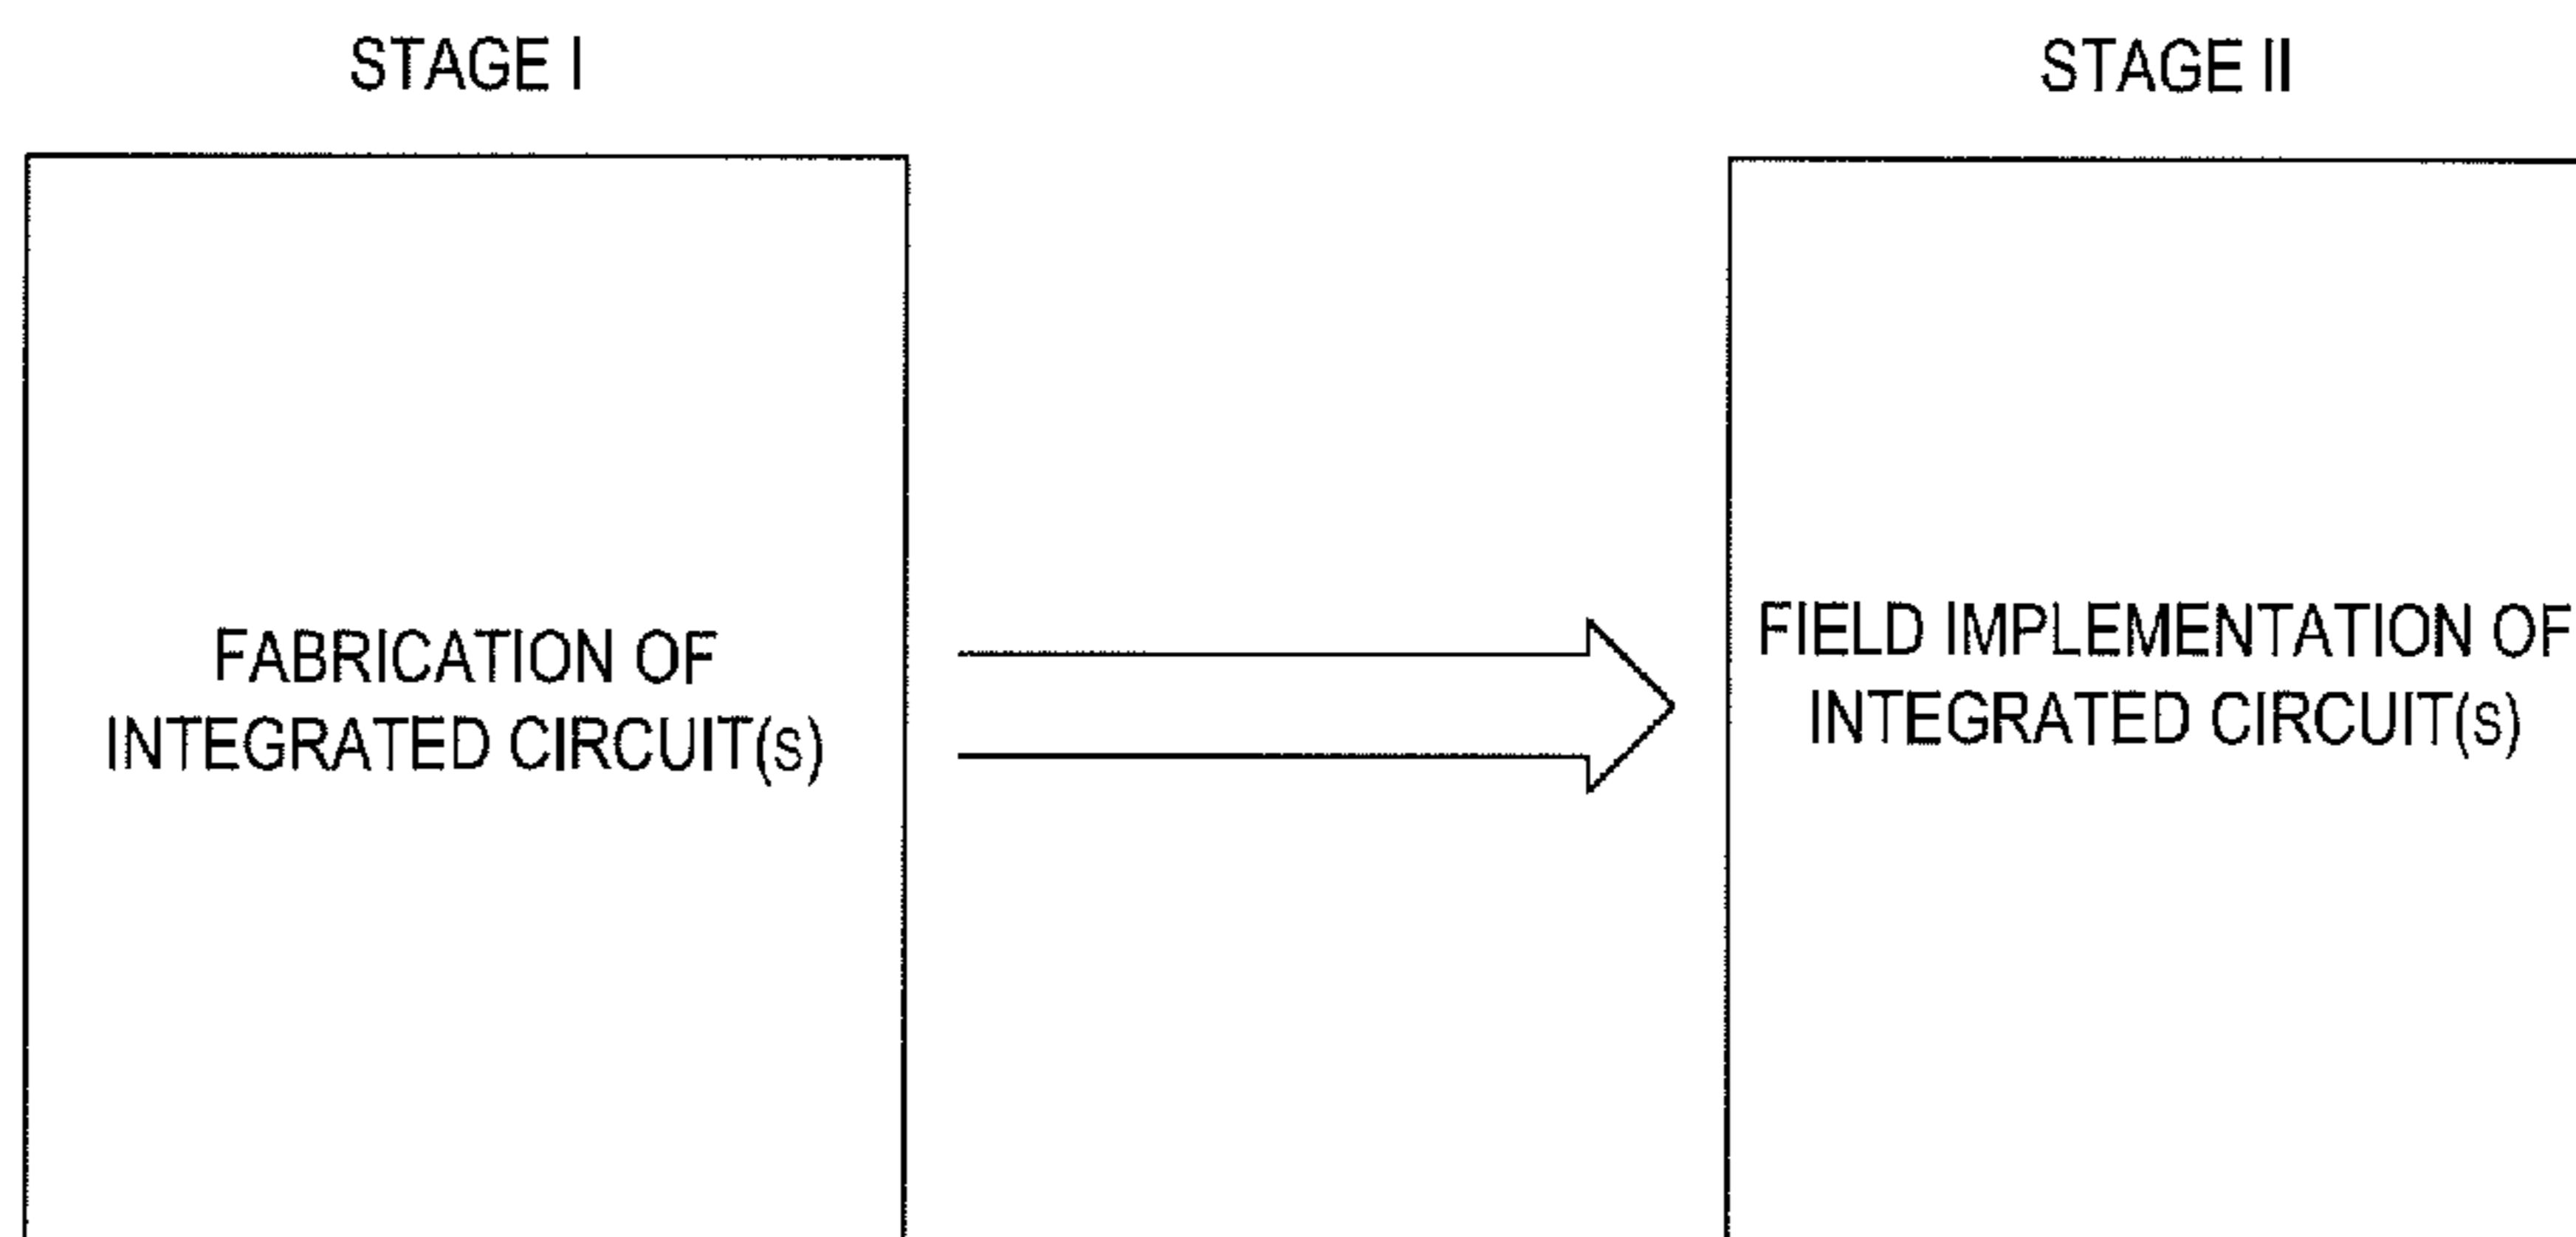 STAGE I
FABRICATION OF
INTEGRATED CIRCUIT(s)
STAGE II
FIELD IMPLEMENTATION OF
INTEGRATED CIRCUIT(s)